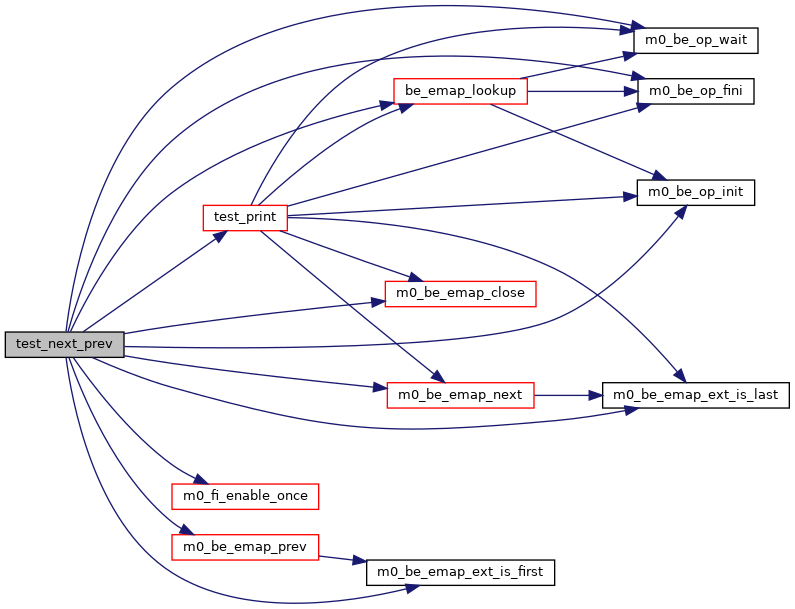 m0_be_op_wait
be_emap_lookup
m0_be_op_fini
m0_be_op_init
test_print
m0_be_emap_close
test_next_prev
m0_be_emap_next
m0_be_emap_ext_is_last
m0_fi_enable_once
m0_be_emap_prev
m0_be_emap_ext_is_first